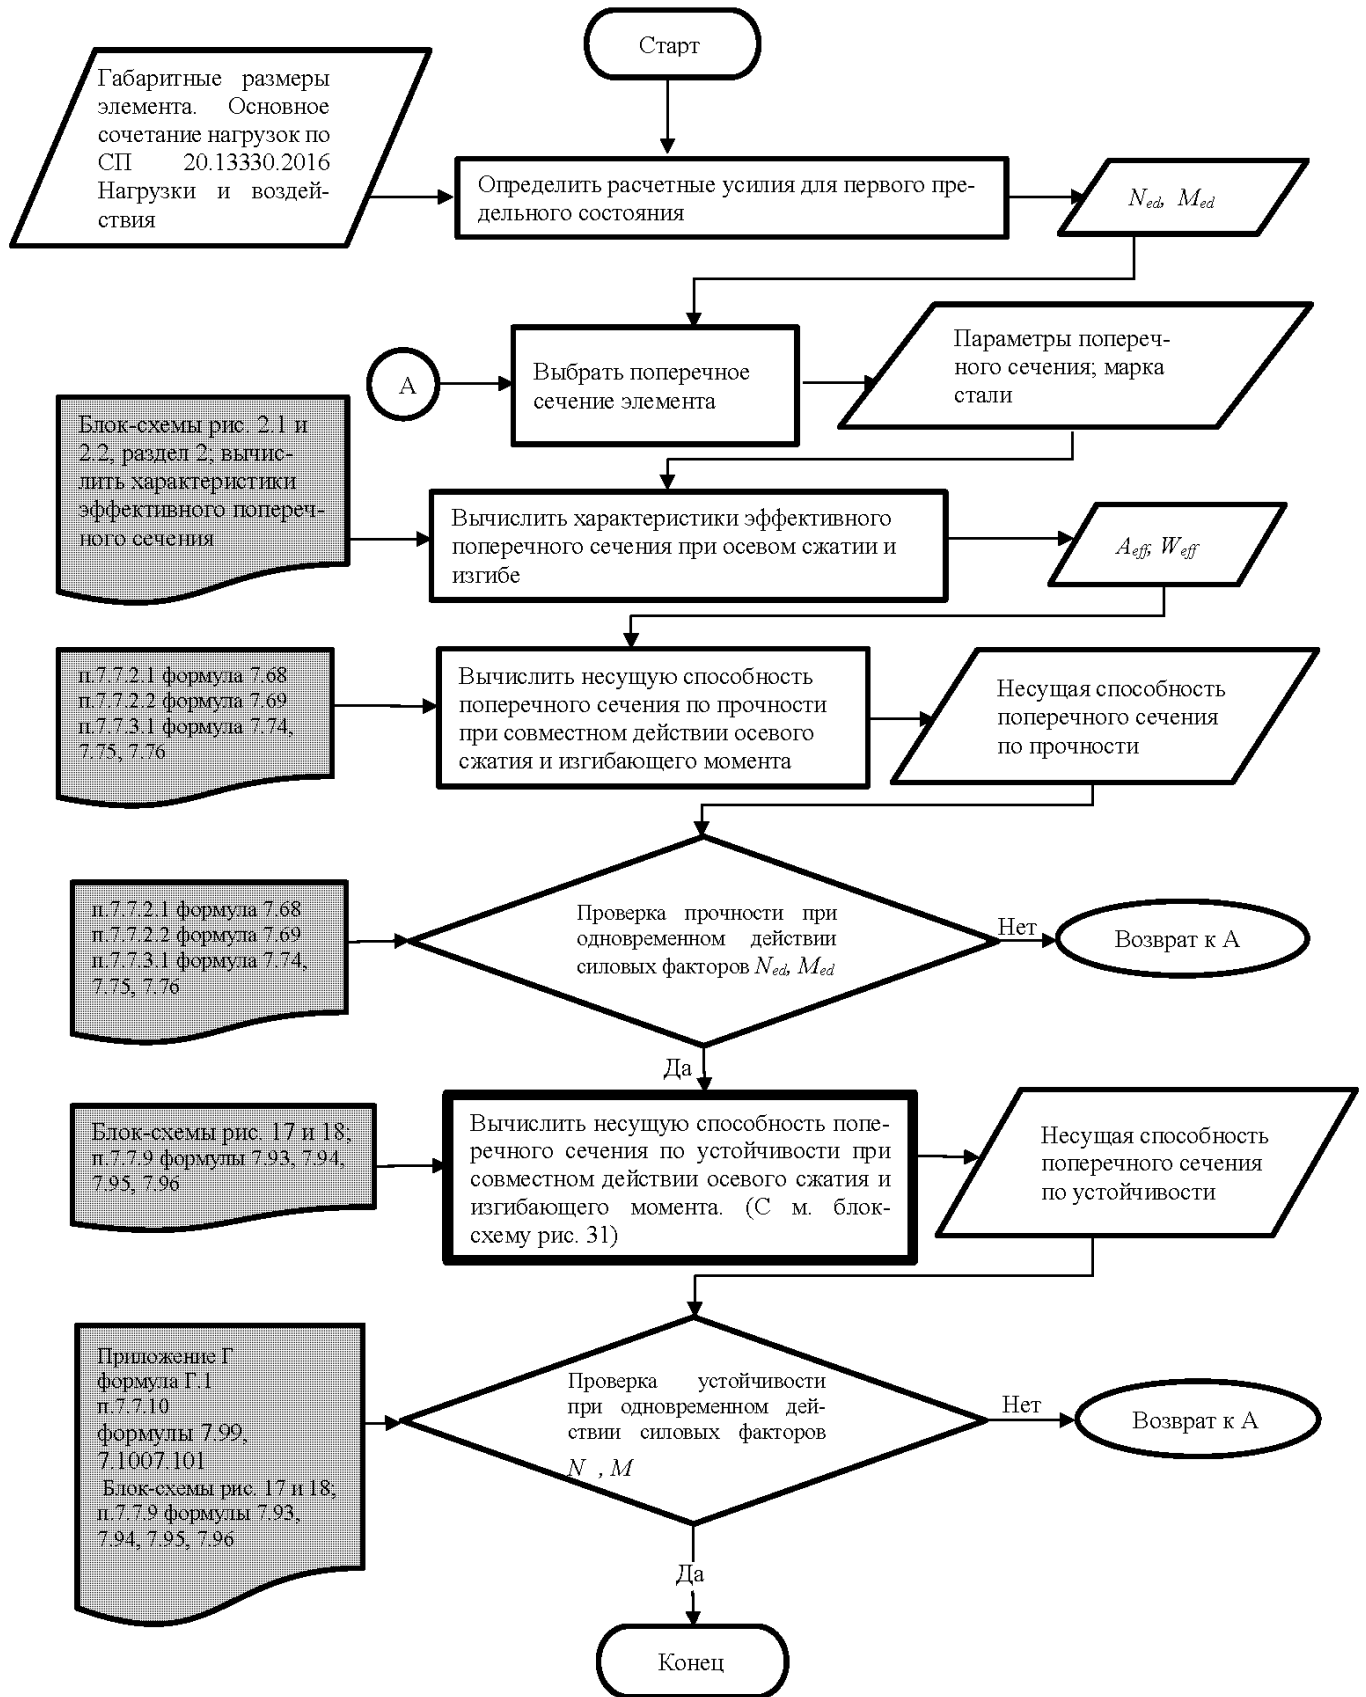 Старт
Габаритные размеры
элемента. Основное
сочетание нагрузок по
СП 20.13330.2016
Нагрузки и воздей-
ствия
Определить расчетные усилия для первого пре-
дельного состояния
Ned, Med
А
Выбрать поперечное
сечение элемента
Параметры попереч-
ного сечения; марка
стали
Блок-схемы рис. 2.1 и
2.2, раздел 2; вычис-
лить характеристики
эффективного попереч-
ного сечения
Вычислить характеристики эффективного
поперечного сечения при осевом сжатии и
изгибе
Aeff; Weff
п.7.7.2.1 формула 7.68
п.7.7.2.2 формула 7.69
п.7.7.3.1 формула 7.74,
7.75, 7.76
Вычислить несущую способность
поперечного сечения по прочности
при совместном действии осевого
сжатия и изгибающего момента
Несущая способность
поперечного сечения
по прочности
п.7.7.2.1 формула 7.68
п.7.7.2.2 формула 7.69
п.7.7.3.1 формула 7.74,
7.75, 7.76
Проверка прочности при
одновременном действии
силовых факторов Ned, Med
Нет
Возврат к А
Да
Блок-схемы рис. 17 и 18;
п.7.7.9 формулы 7.93, 7.94,
7.95, 7.96
Вычислить несущую способность попе-
речного сечения по устойчивости при
совместном действии осевого сжатия и
изгибающего момента. (С м. блок-
схему рис. 31)
Несущая способность
поперечного сечения
по устойчивости
Приложение Г
формула Г.1
п.7.7.10
формулы 7.99,
7.1007.101
Блок-схемы рис. 17 и 18;
п.7.7.9 формулы 7.93,
7.94, 7.95, 7.96
Проверка устойчивости
при одновременном дей-
ствии силовых факторов
N , M
Нет
Возврат к А
Да
Конец